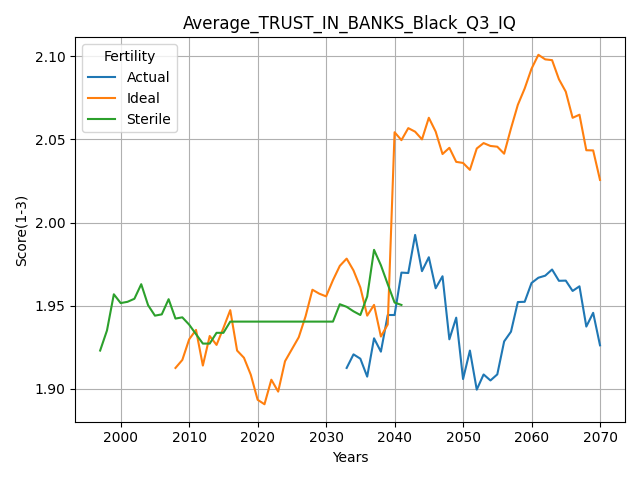 Average_TRUST_IN_BANKS_Black_Q3_IQ
Fertility
Actual
Ideal
Sterile
Score(1-3)
2.10
2.05
2.00
1.95
1.90
2000 2010 2020 2030 2040 2050 2060 2070
Years